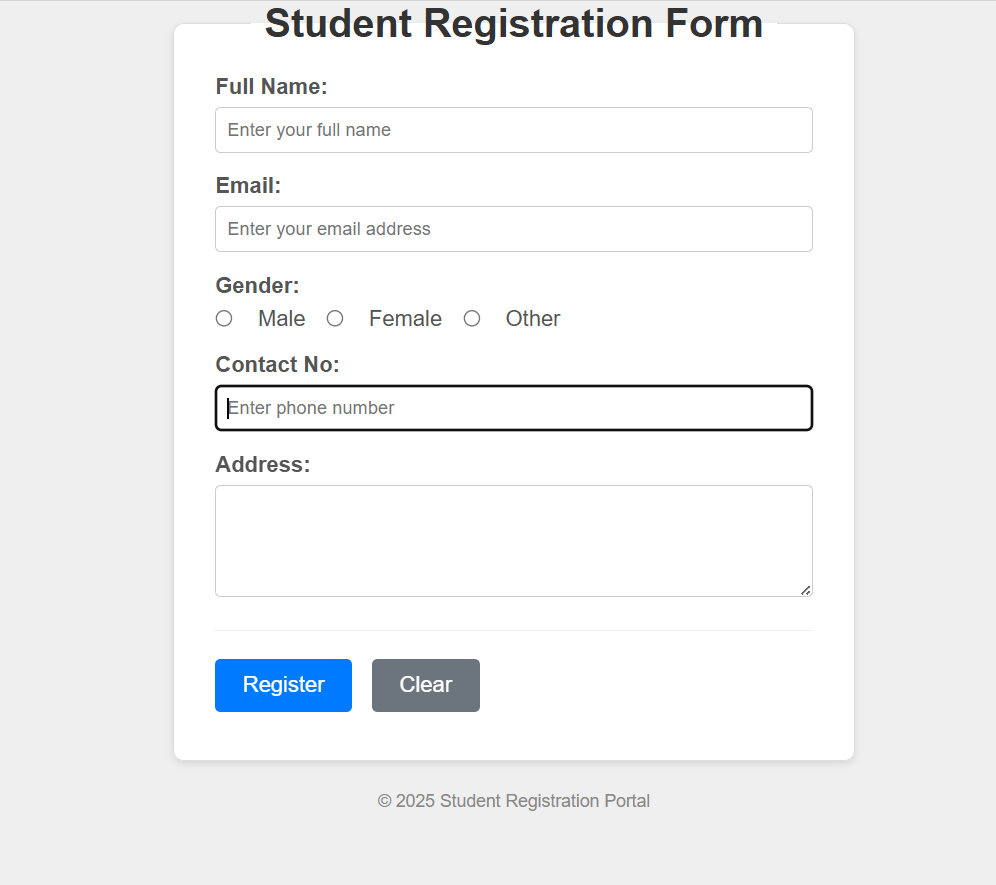 Student Registration Form
Full Name:
Enter your full name
Email:
Enter your email address
Gender:
Male Female Other
Contact No:
Enter phone number
Address:
Register Clear
© 2025 Student Registration Portal